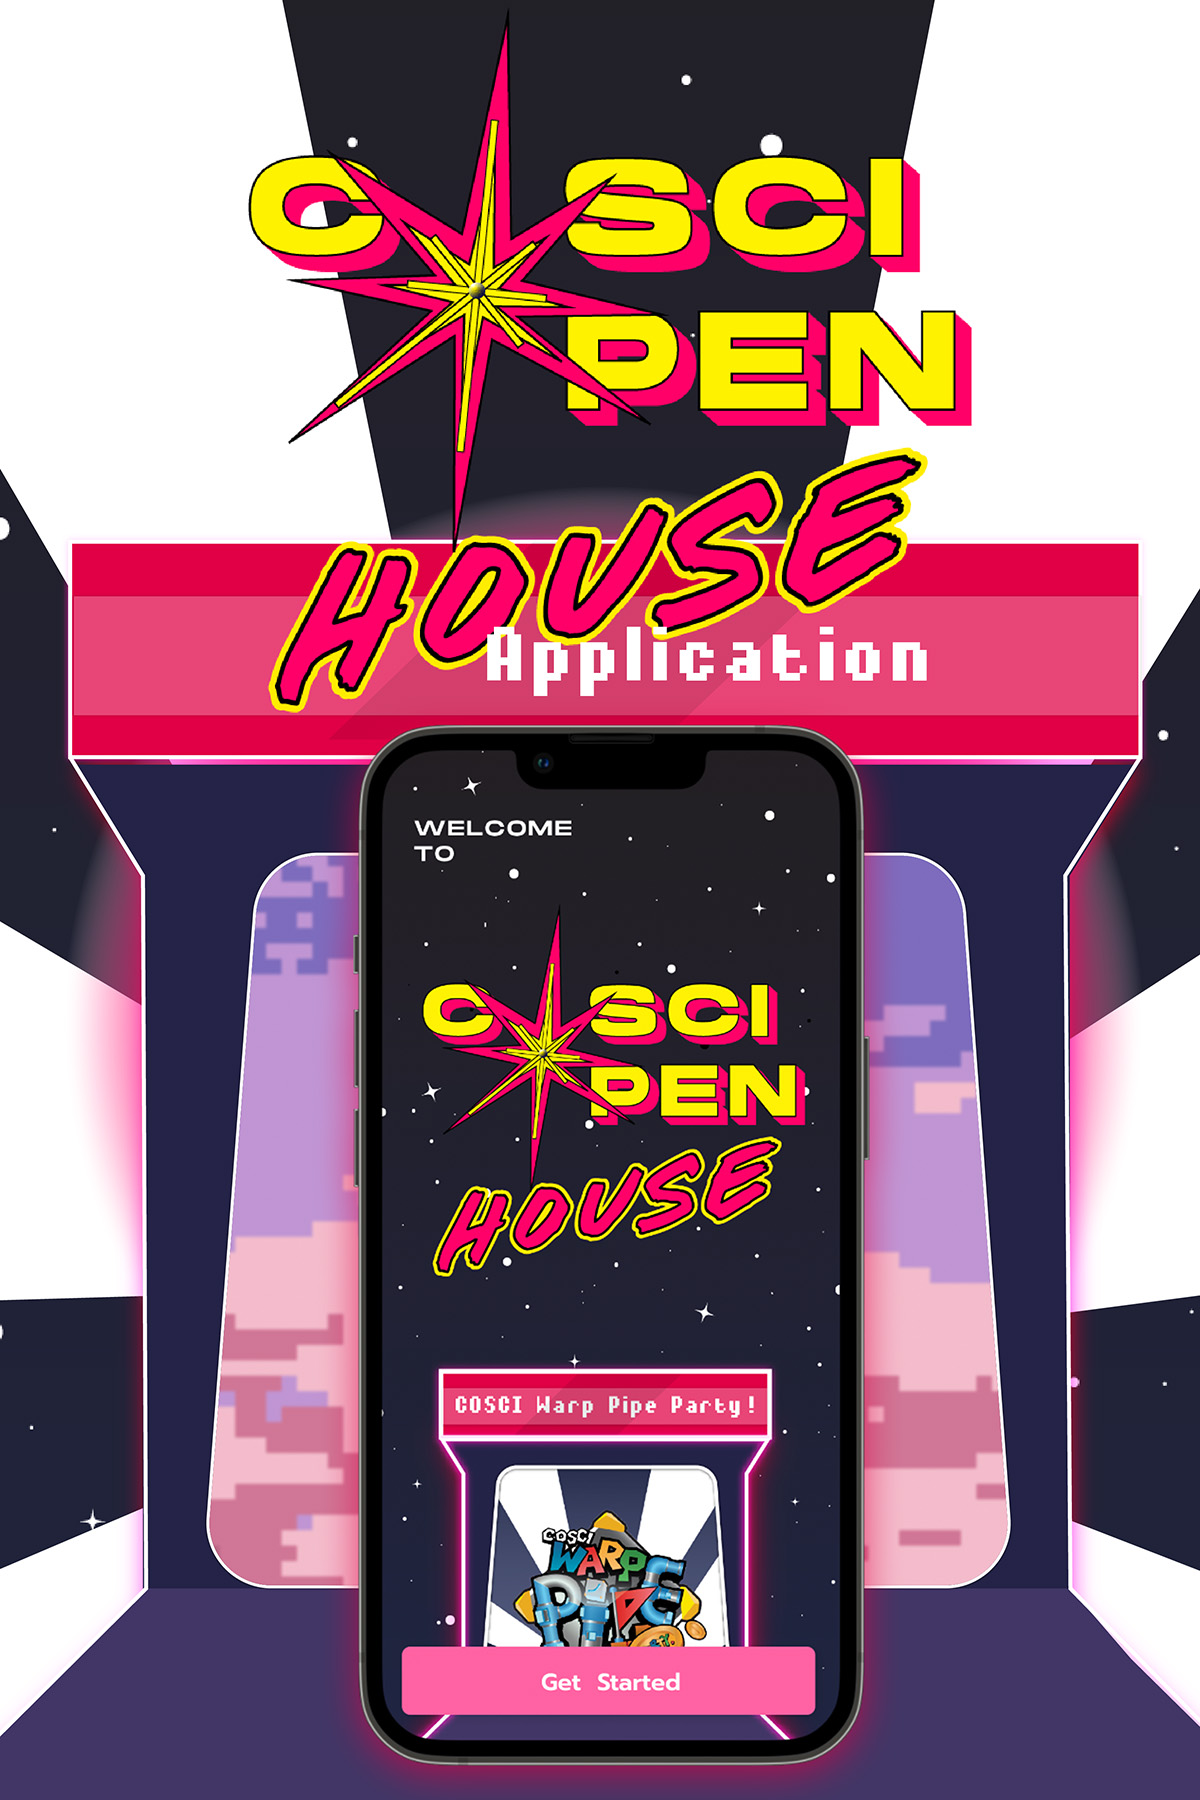 COSCI
OPEN
HOUSE
Application
WELCOME
TO
COSCI
OPEN
HOUSE
COSCI Warp Pipe Party!
COSCI
WARP
PIPE
Get Started